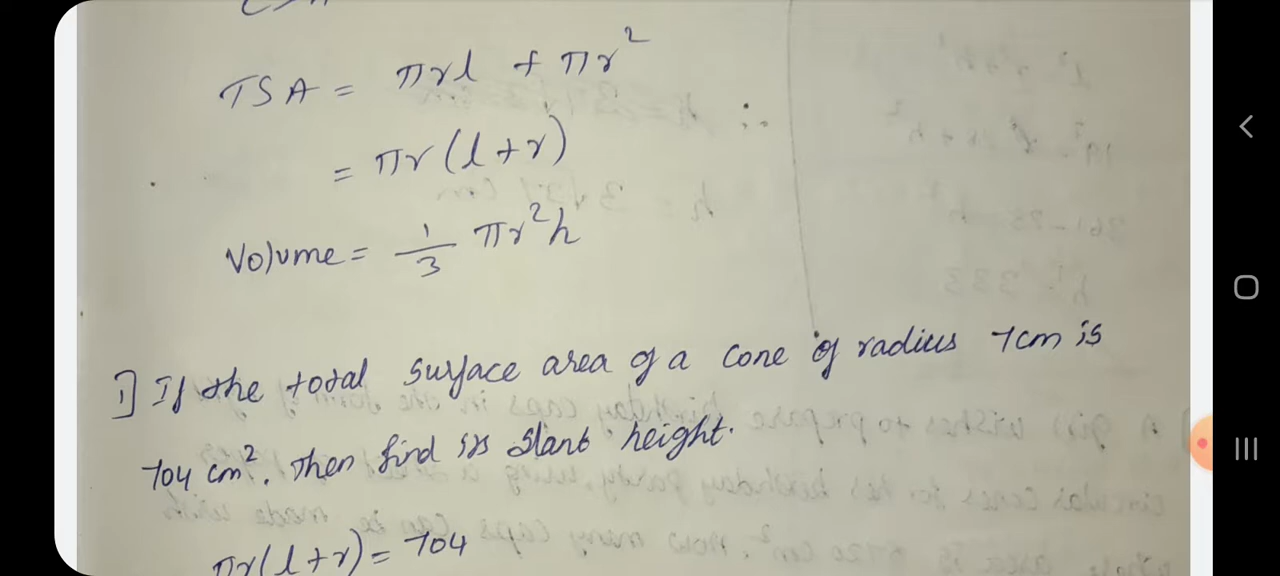 TSA = πrl + πr²
= πr (l+r) ∴
Volume = 1/3 πr²h
1] If the total surface area of a cone of radius 7cm is
704 cm². Then find its slant height.
πr(l+r) = 704